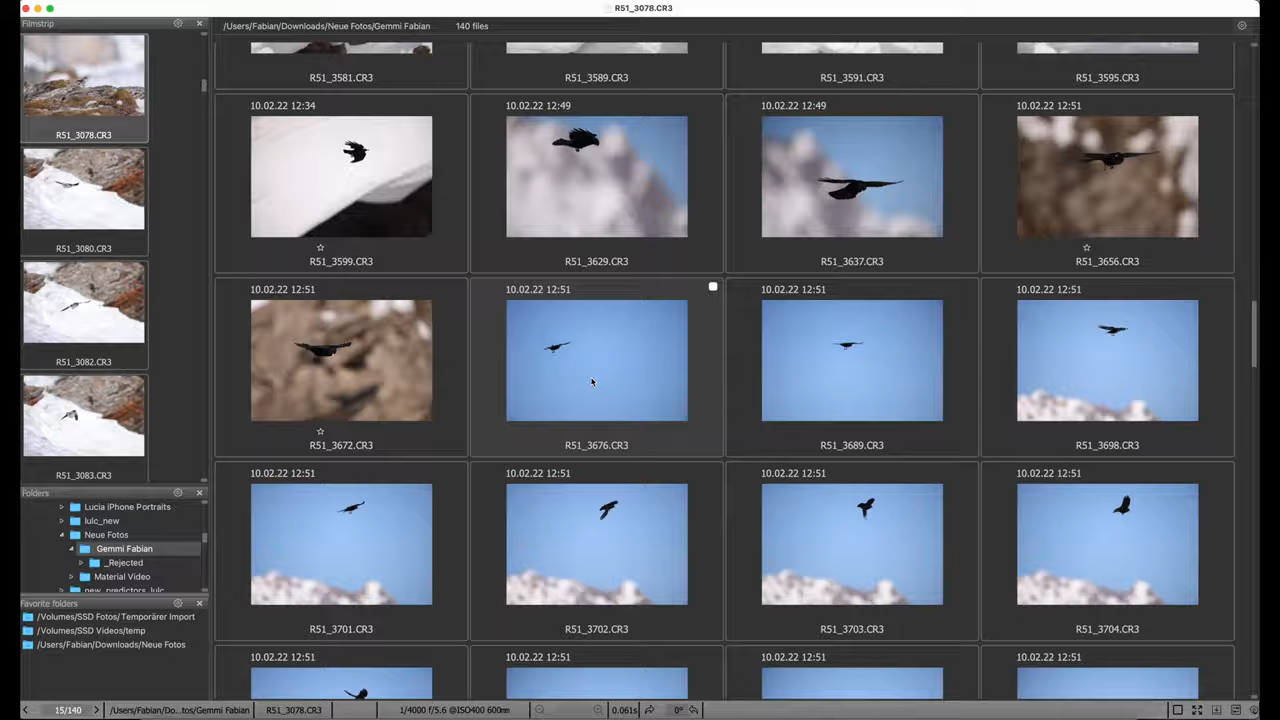 R51_3078.CR3
Filmstrip
/Users/Fabian/Downloads/Neue Fotos/Gemmi Fabian 140 files
R51_3078.CR3
R51_3080.CR3
R51_3082.CR3
R51_3083.CR3
R51_3581.CR3 R51_3589.CR3 R51_3591.CR3 R51_3595.CR3
10.02.22 12:34 10.02.22 12:49 10.02.22 12:49 10.02.22 12:51
R51_3599.CR3 R51_3629.CR3 R51_3637.CR3 R51_3656.CR3
10.02.22 12:51 10.02.22 12:51 10.02.22 12:51 10.02.22 12:51
R51_3672.CR3 R51_3676.CR3 R51_3689.CR3 R51_3698.CR3
10.02.22 12:51 10.02.22 12:51 10.02.22 12:51 10.02.22 12:51
R51_3701.CR3 R51_3702.CR3 R51_3703.CR3 R51_3704.CR3
10.02.22 12:51 10.02.22 12:51 10.02.22 12:51 10.02.22 12:51
Folders
Lucia iPhone Portraits
lulc_new
Neue Fotos
Gemmi Fabian
_Rejected
Material Video
new_predictors_lulc
Favorite folders
/Volumes/SSD Fotos/Temporärer Import
/Volumes/SSD Videos/temp
/Users/Fabian/Downloads/Neue Fotos
15/140 /Users/Fabian/Do...tos/Gemmi Fabian R51_3078.CR3 1/4000 f/5.6 @ISO400 600mm 0.061s 0°